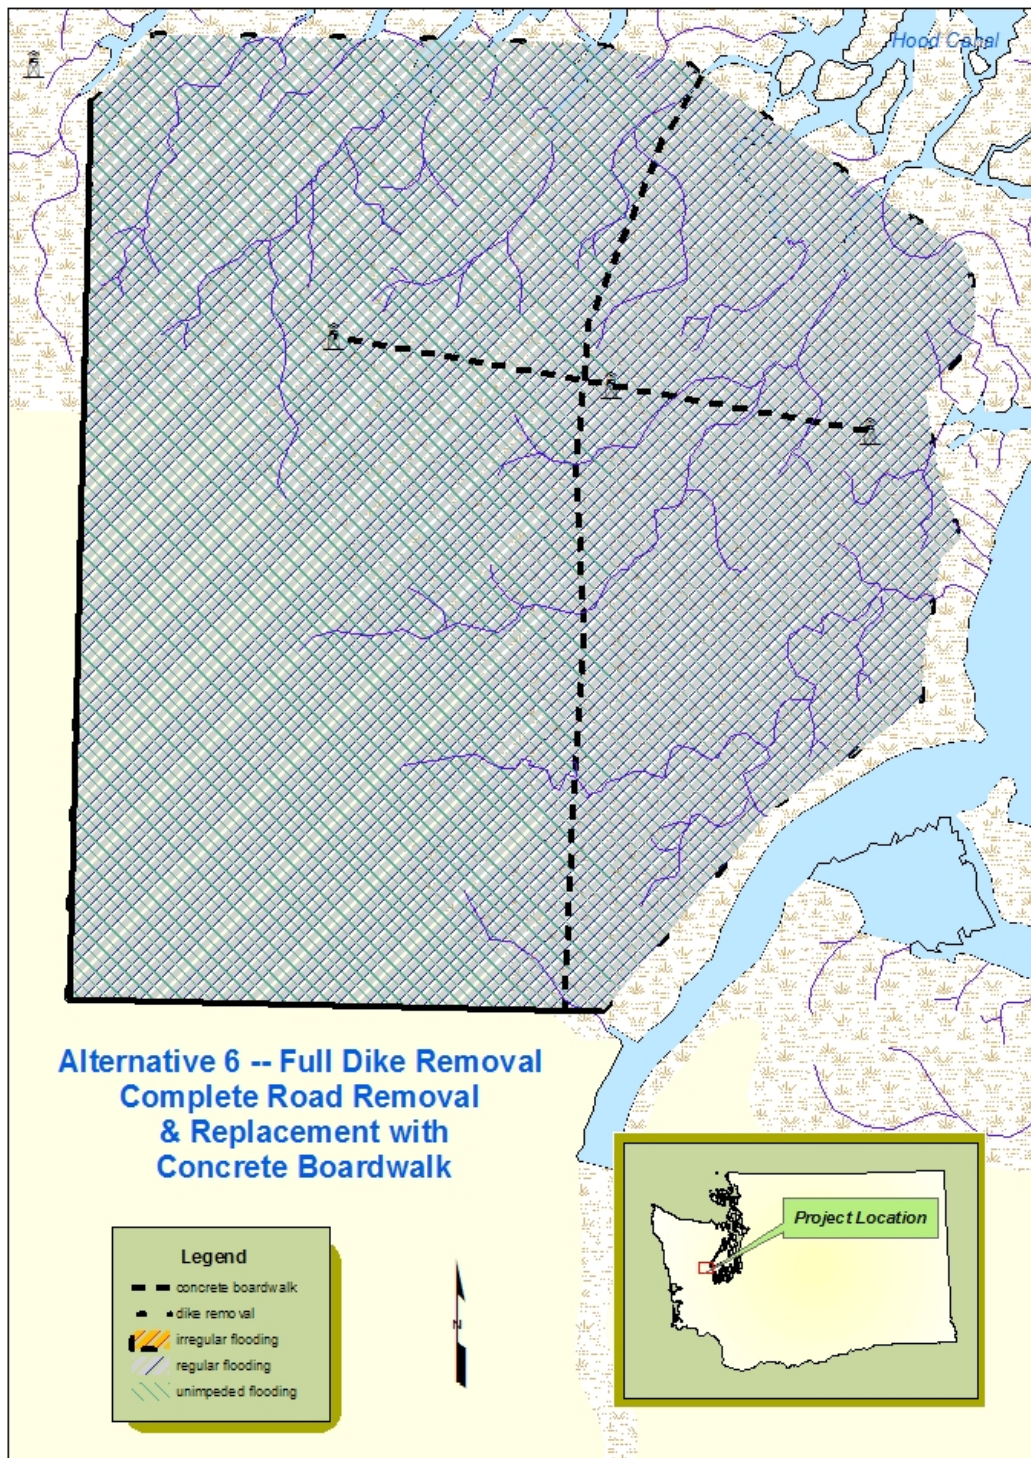 Hood Canal
Alternative 6 -- Full Dike Removal
Complete Road Removal
& Replacement with
Concrete Boardwalk
Legend
concrete boardwalk
dike removal
irregular flooding
regular flooding
unimpeded flooding
N
Project Location